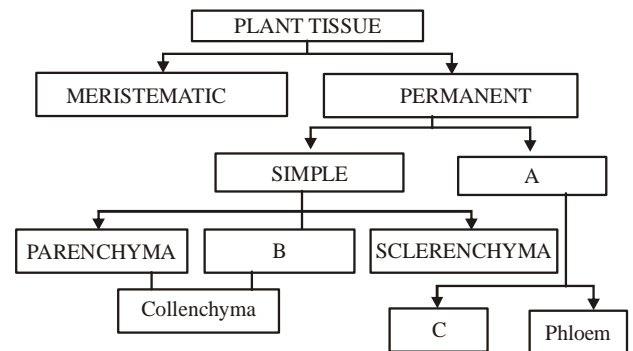 PLANT TISSUE
MERISTEMATIC
PERMANENT
SIMPLE
A
PARENCHYMA
B
SCLERENCHYMA
Collenchyma
C
Phloem